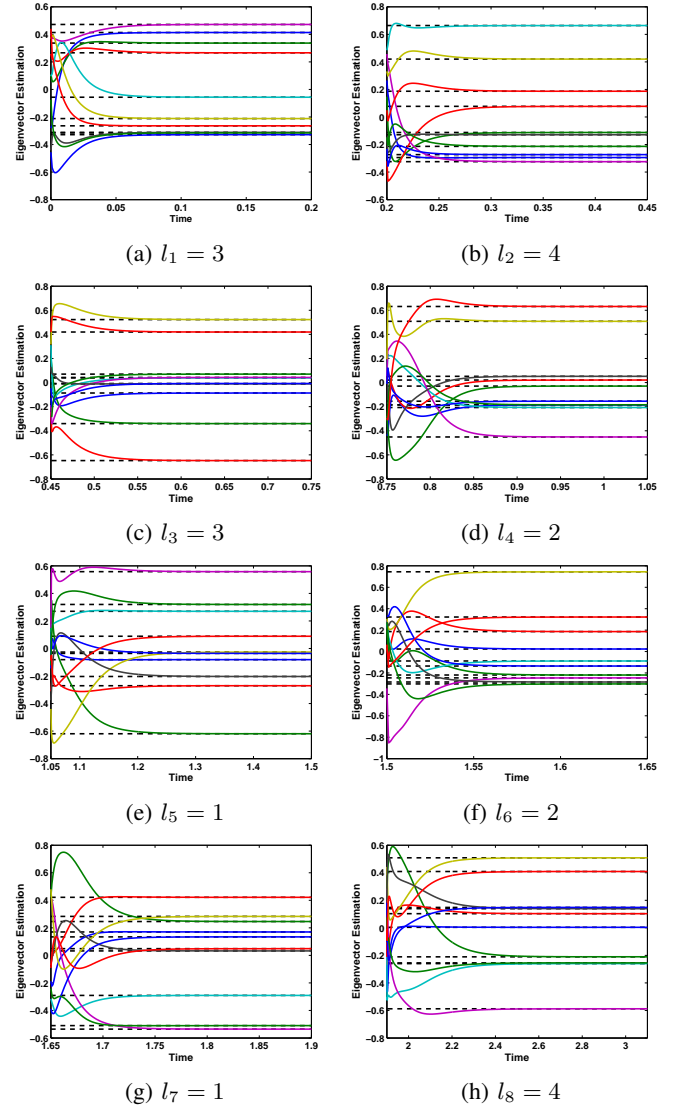 Eigenvector Estimation
0.6
0.4
0.2
0
−0.2
−0.4
−0.6
−0.8
0 0.05 0.1 0.15 0.2
Time
(a) l₁ = 3
Eigenvector Estimation
0.8
0.6
0.4
0.2
0
−0.2
−0.4
−0.6
0.2 0.25 0.3 0.35 0.4 0.45
Time
(b) l₂ = 4
Eigenvector Estimation
0.8
0.6
0.4
0.2
0
−0.2
−0.4
−0.6
−0.8
0.45 0.5 0.55 0.6 0.65 0.7 0.75
Time
(c) l₃ = 3
Eigenvector Estimation
0.8
0.6
0.4
0.2
0
−0.2
−0.4
−0.6
−0.8
0.75 0.8 0.85 0.9 0.95 1 1.05
Time
(d) l₄ = 2
Eigenvector Estimation
0.6
0.4
0.2
0
−0.2
−0.4
−0.6
−0.8
1.05 1.1 1.2 1.3 1.4 1.5
Time
(e) l₅ = 1
Eigenvector Estimation
0.8
0.6
0.4
0.2
0
−0.2
−0.4
−0.6
−0.8
−1
1.5 1.55 1.6 1.65
Time
(f) l₆ = 2
Eigenvector Estimation
0.8
0.6
0.4
0.2
0
−0.2
−0.4
−0.6
1.65 1.7 1.75 1.8 1.85 1.9
Time
(g) l₇ = 1
Eigenvector Estimation
0.6
0.4
0.2
0
−0.2
−0.4
−0.6
−0.8
2 2.2 2.4 2.6 2.8 3
Time
(h) l₈ = 4